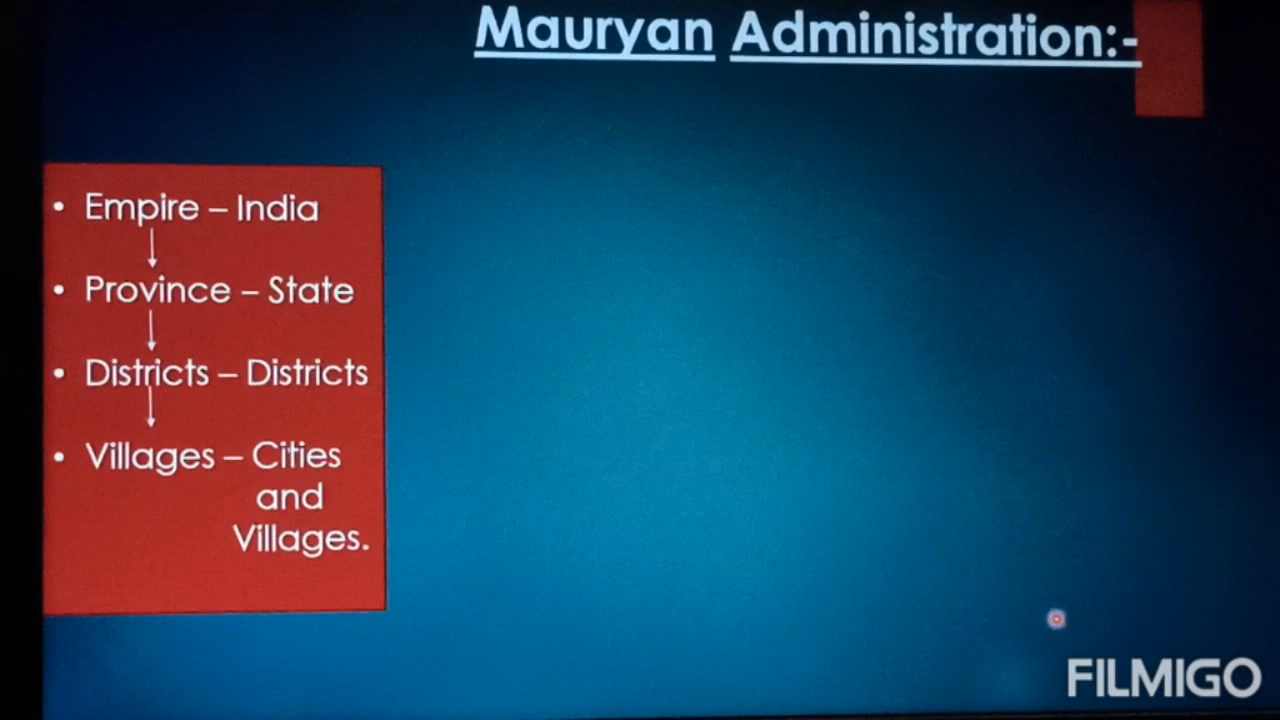 Mauryan Administration:-
• Empire – India
• Province – State
• Districts – Districts
• Villages – Cities
and
Villages.
FILMIGO